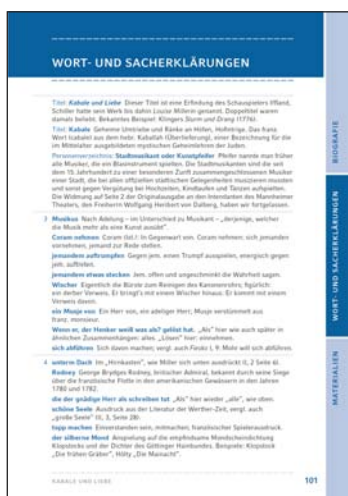 WORT- UND SACHERKLÄRUNGEN
Titel: Kabale und Liebe Dieser Titel ist eine Erfindung des Schauspielers Iffland,
Schiller hatte sein Werk bis dahin Louise Millerin genannt. Doppeltitel waren
damals beliebt. Bekanntes Beispiel: Klingers Sturm und Drang (1776).
Titel: Kabale Geheime Umtriebe und Ränke an Höfen, Hofintrige. Das franz.
Wort (cabale) aus dem hebr. Kabalah (Überlieferung), einer Bezeichnung für die
im Mittelalter ausgebildeten mystischen Geheimlehren der Juden.
Personenverzeichnis: Stadtmusikant oder Kunstpfeifer Pfeifer nannte man früher
alle Musiker, die ein Blasinstrument spielten. Die Stadtmusikanten sind die seit
dem 15. Jahrhundert zu einer besonderen Zunft zusammengeschlossenen Musiker
einer Stadt, die bei allen offiziellen städtischen Gelegenheiten musizieren mussten
und sonst gegen Vergütung bei Hochzeiten, Kindtaufen und Tänzen aufspielten.
Die Widmung auf Seite 2 der Originalausgabe an den Intendanten des Mannheimer
Theaters, den Freiherrn Wolfgang Heribert von Dalberg, haben wir fortgelassen.
3 Musikus Nach Adelung – im Unterschied zu Musikant – „derjenige, welcher
die Musik mehr als eine Kunst ausübt“.
Coram nehmen Coram (lat.): In Gegenwart von. Coram nehmen: sich jemanden
vornehmen, jemand zur Rede stellen.
jemandem auftrumpfen Gegen jem. einen Trumpf ausspielen, energisch gegen
jem. auftreten.
jemandem etwas stecken Jem. offen und ungeschminkt die Wahrheit sagen.
Wischer Eigentlich die Bürste zum Reinigen des Kanonenrohrs; figürlich:
ein derber Verweis. Er bringt's mit einem Wischer hinaus: Er kommt mit einem
Verweis davon.
ein Musje von Ein Herr von, ein adeliger Herr; Musje verstümmelt aus
franz. monsieur.
Wenn er, der Henker weiß was als? gelöst hat. „Als“ hier wie auch später in
ähnlichen Zusammenhängen: alles. „Lösen“ hier: einnehmen.
sich abführen Sich davon machen; vergl. auch Faust I, 9: Mohr will sich abführen.
4 unterm Dach Im „Hirnkasten“, wie Miller sich unten ausdrückt (I, 2 Seite 6).
Rodney George Brydges Rodney, britischer Admiral, bekannt durch seine Siege
über die französische Flotte in den amerikanischen Gewässern in den Jahren
1780 und 1782.
die der gnädige Herr als schreiben tut „Als“ hier wieder „alle“, wie oben.
schöne Seele Ausdruck aus der Literatur der Werther-Zeit, vergl. auch
„große Seele“ (II, 3, Seite 28).
topp machen Einverstanden sein, mitmachen; französischer Spielerausdruck.
der silberne Mond Anspielung auf die empfindsame Mondscheindichtung
Klopstocks und der Dichter des Göttinger Hainbundes. Beispiele: Klopstock
„Die frühen Gräber“, Hölty „Die Mainacht“.
KABALE UND LIEBE
101
BIOGRAFIE
WORT- UND SACHERKLÄRUNGEN
MATERIALIEN